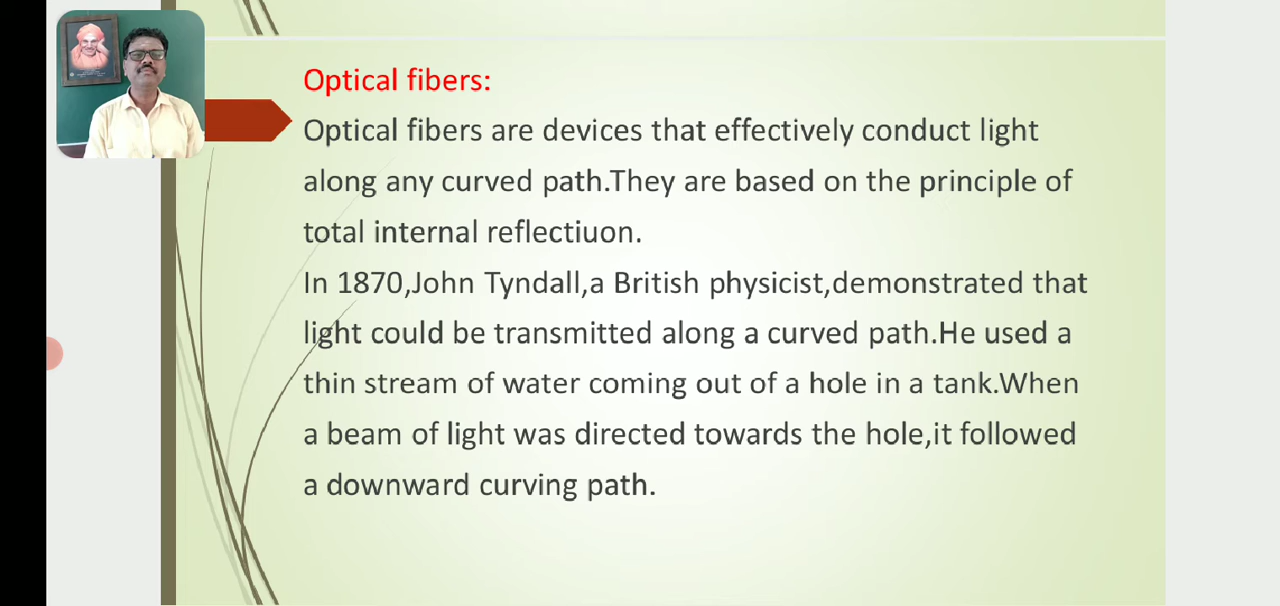 Optical fibers:
Optical fibers are devices that effectively conduct light
along any curved path.They are based on the principle of
total internal reflectiuon.
In 1870,John Tyndall,a British physicist,demonstrated that
light could be transmitted along a curved path.He used a
thin stream of water coming out of a hole in a tank.When
a beam of light was directed towards the hole,it followed
a downward curving path.